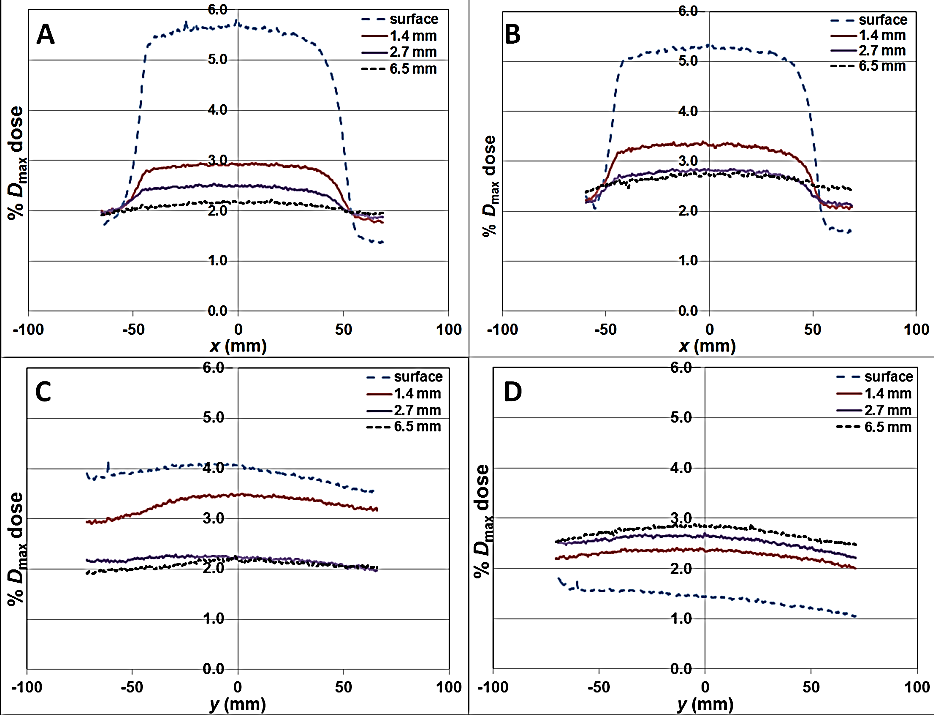 A
% Dmax dose
6.0
5.0
4.0
3.0
2.0
1.0
0.0
-100
-50
0
50
100
x (mm)
surface
1.4 mm
2.7 mm
6.5 mm
B
% Dmax dose
6.0
5.0
4.0
3.0
2.0
1.0
0.0
-100
-50
0
50
100
x (mm)
surface
1.4 mm
2.7 mm
6.5 mm
C
% Dmax dose
6.0
5.0
4.0
3.0
2.0
1.0
0.0
-100
-50
0
50
100
y (mm)
surface
1.4 mm
2.7 mm
6.5 mm
D
% Dmax dose
6.0
5.0
4.0
3.0
2.0
1.0
0.0
-100
-50
0
50
100
y (mm)
surface
1.4 mm
2.7 mm
6.5 mm